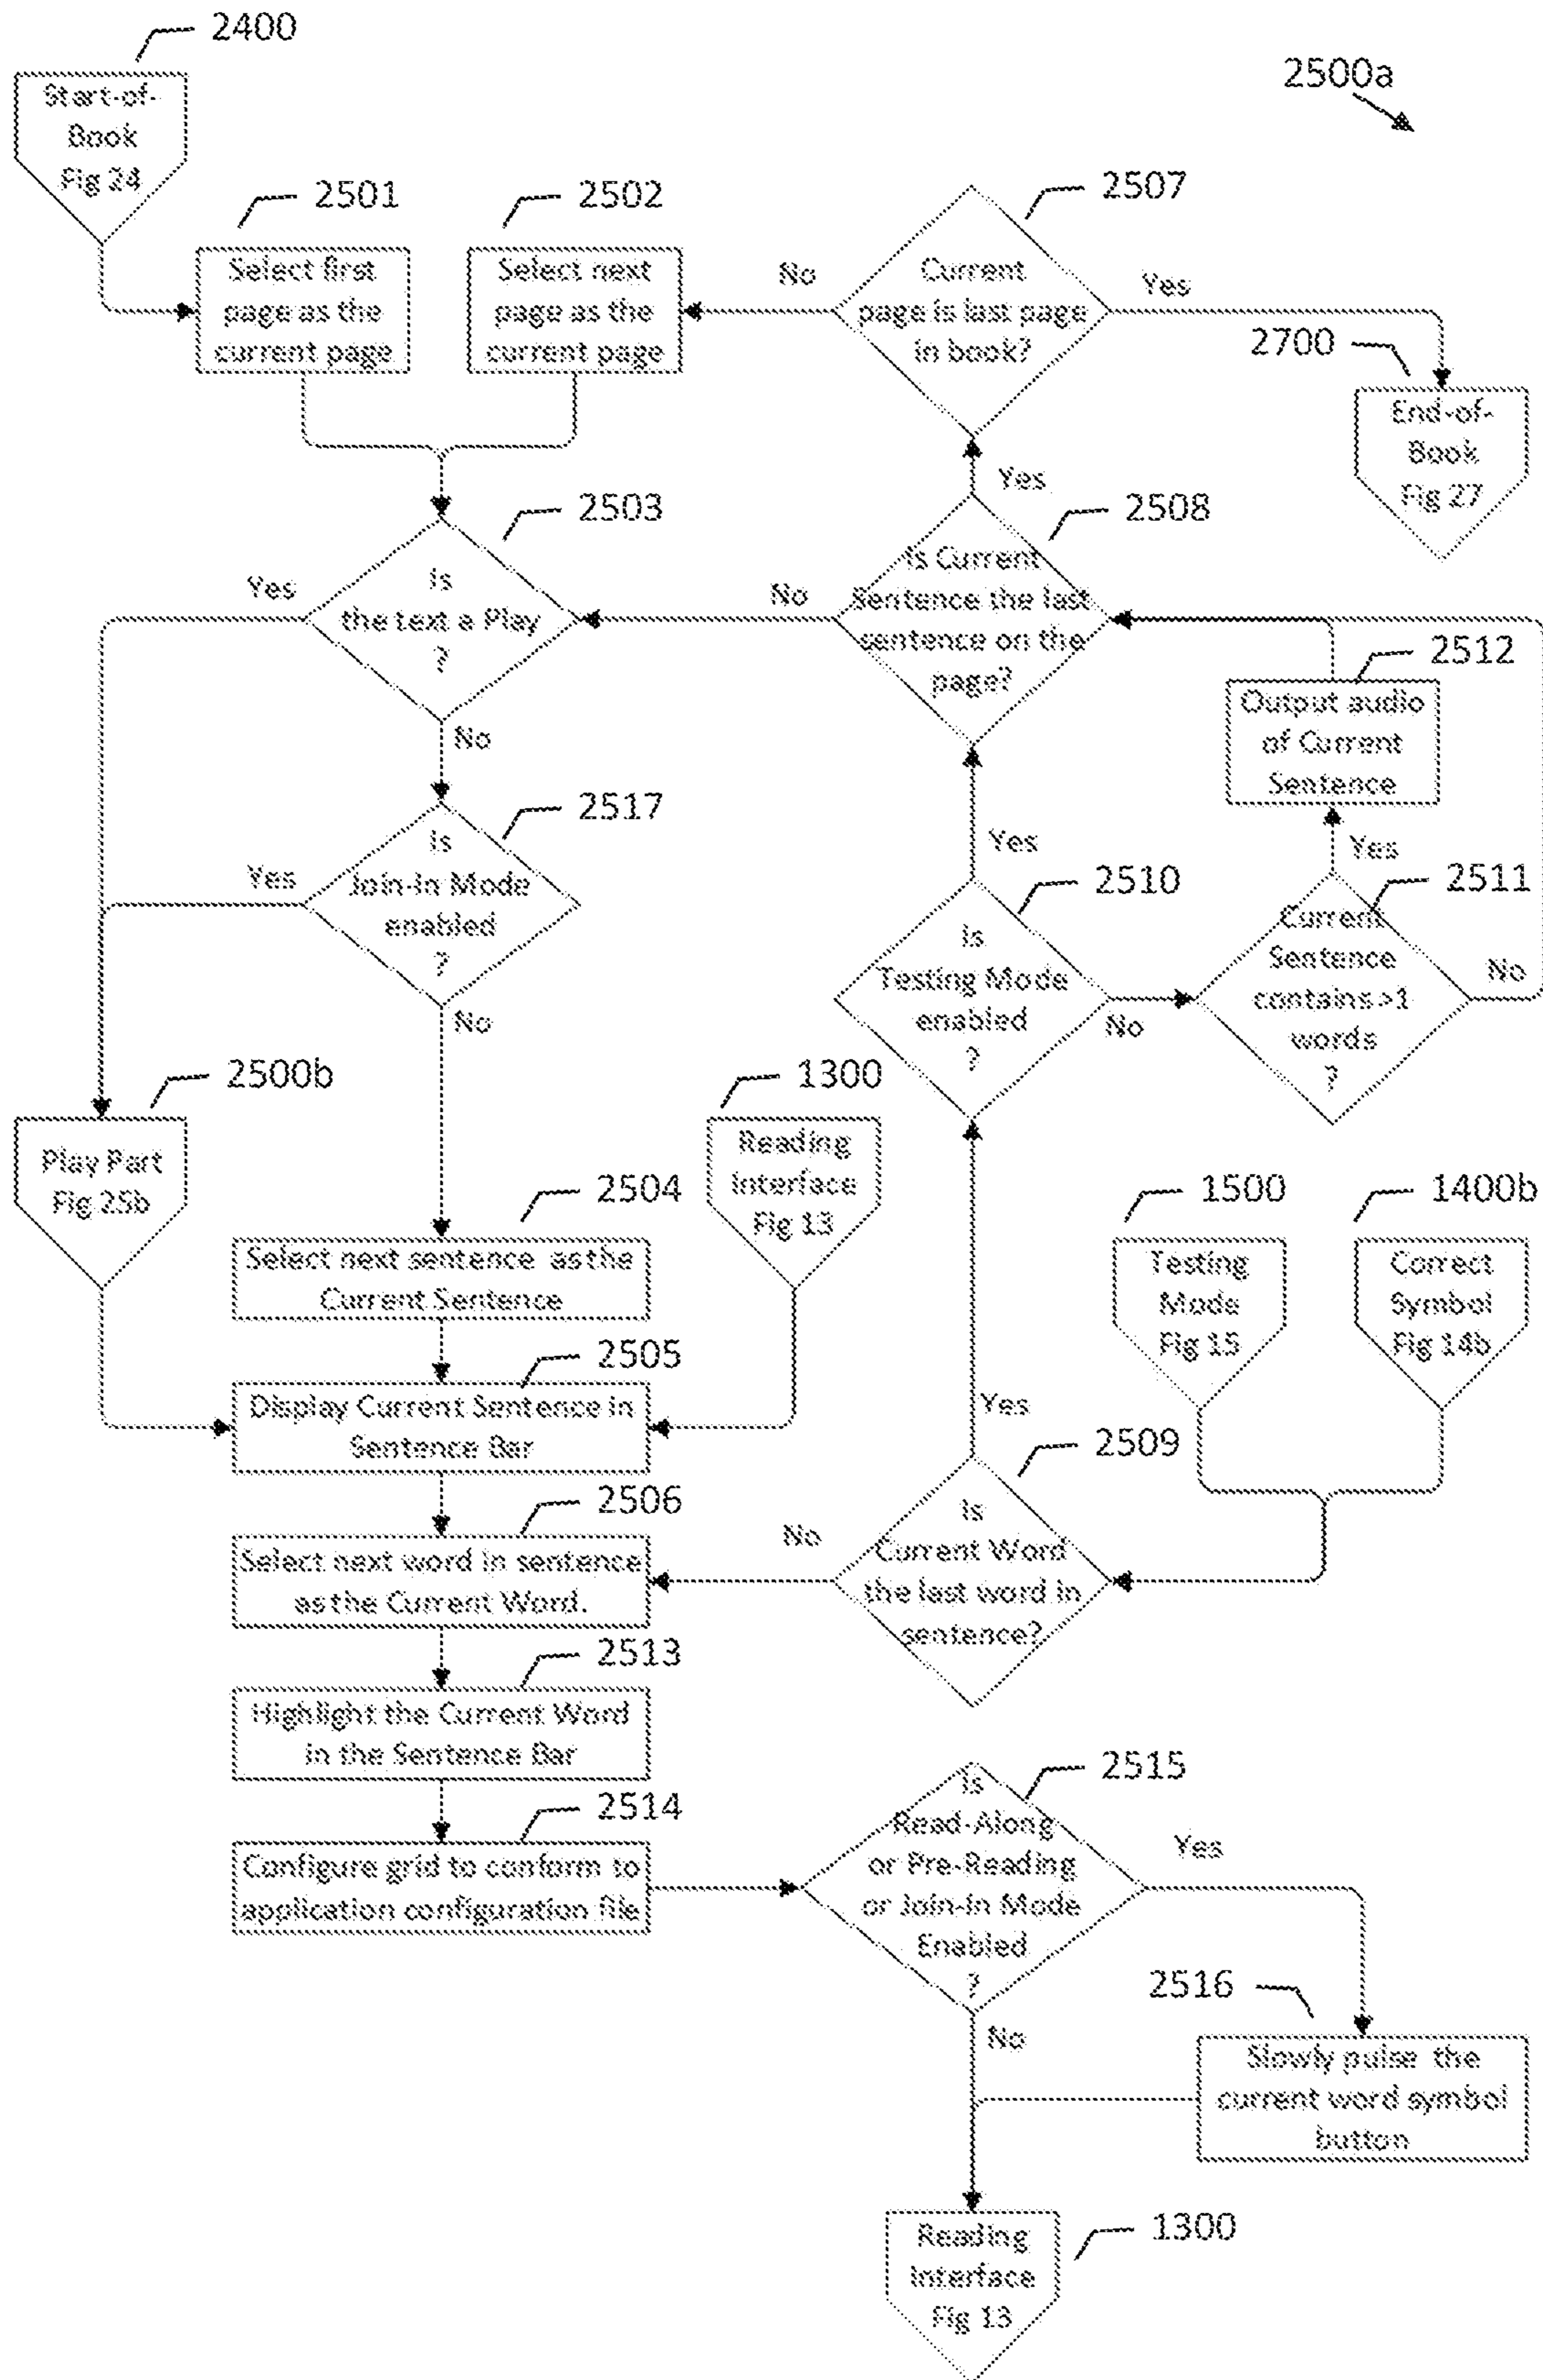 2400
2500a
Start-of-
Book
Fig 24
2501
Select first
page as the
current page
2502
Select next
page as the
current page
2507
Current
page is last page
in book?
No
Yes
2700
End-of-
Book
Fig 27
Yes
2503
Is
the text a Play
?
Yes
No
2508
Is Current
Sentence the last
sentence on the
page?
No
2512
Output audio
of Current
Sentence
2517
Is
Join-In Mode
enabled
?
Yes
No
Yes
2510
Is
Testing Mode
enabled
?
No
Yes
2511
Current
Sentence
contains >1
words
?
No
2500b
Play Part
Fig 25b
1300
Reading
Interface
Fig 13
2504
Select next sentence as the
Current Sentence
1500
Testing
Mode
Fig 15
1400b
Correct
Symbol
Fig 14b
2505
Display Current Sentence in
Sentence Bar
Yes
2509
Is
Current Word
the last word in
sentence?
No
2506
Select next word in sentence
as the Current Word.
2513
Highlight the Current Word
in the Sentence Bar
2514
Configure grid to conform to
application configuration file
2515
Is
Read-Along
or Pre-Reading
or Join-In Mode
Enabled
?
Yes
No
2516
Slowly pulse the
current word symbol
button
1300
Reading
Interface
Fig 13